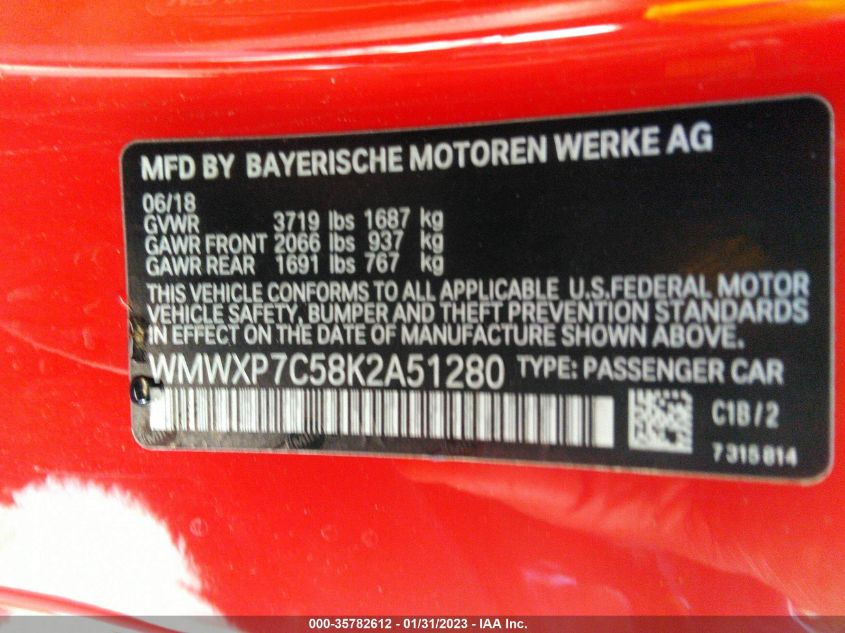 MFD BY BAYERISCHE MOTOREN WERKE AG
06/18
GVWR 3719 lbs 1687 kg
GAWR FRONT 2066 lbs 937 kg
GAWR REAR 1691 lbs 767 kg
THIS VEHICLE CONFORMS TO ALL APPLICABLE U.S.FEDERAL MOTOR
VEHICLE SAFETY, BUMPER AND THEFT PREVENTION STANDARDS
IN EFFECT ON THE DATE OF MANUFACTURE SHOWN ABOVE.
WMWXP7C58K2A51280 TYPE: PASSENGER CAR
C1B/2
7315814
000-35782612 - 01/31/2023 - IAA Inc.